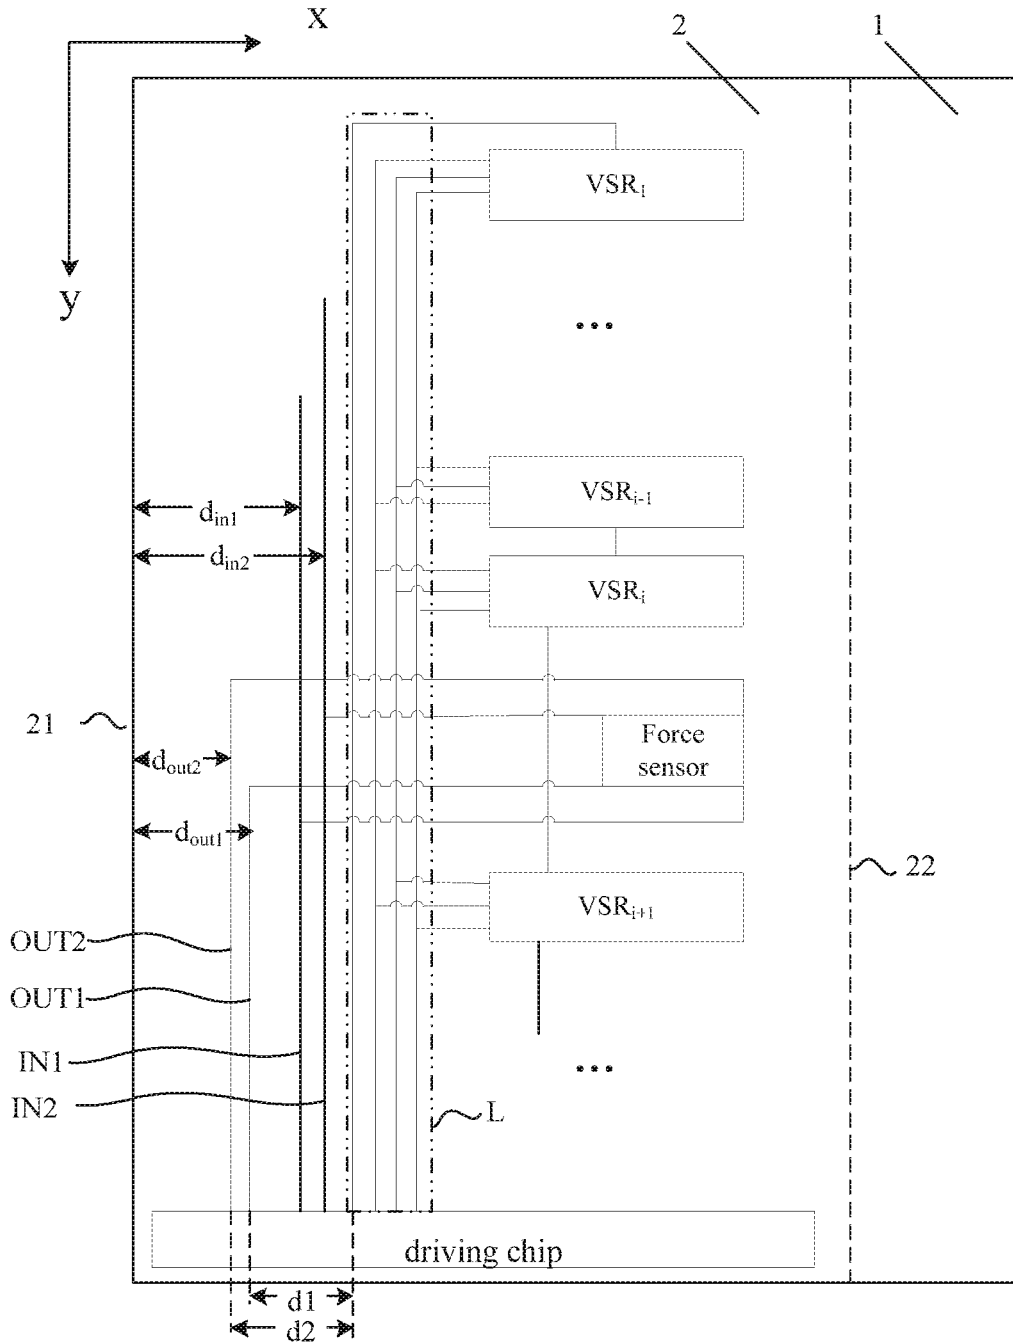 X
2
1
VSRi
y
...
VSRi-1
din1
din2
VSRi
21
Force
sensor
dout2
dout1
22
VSRi+1
OUT2
OUT1
IN1
...
IN2
L
driving chip
d1
d2